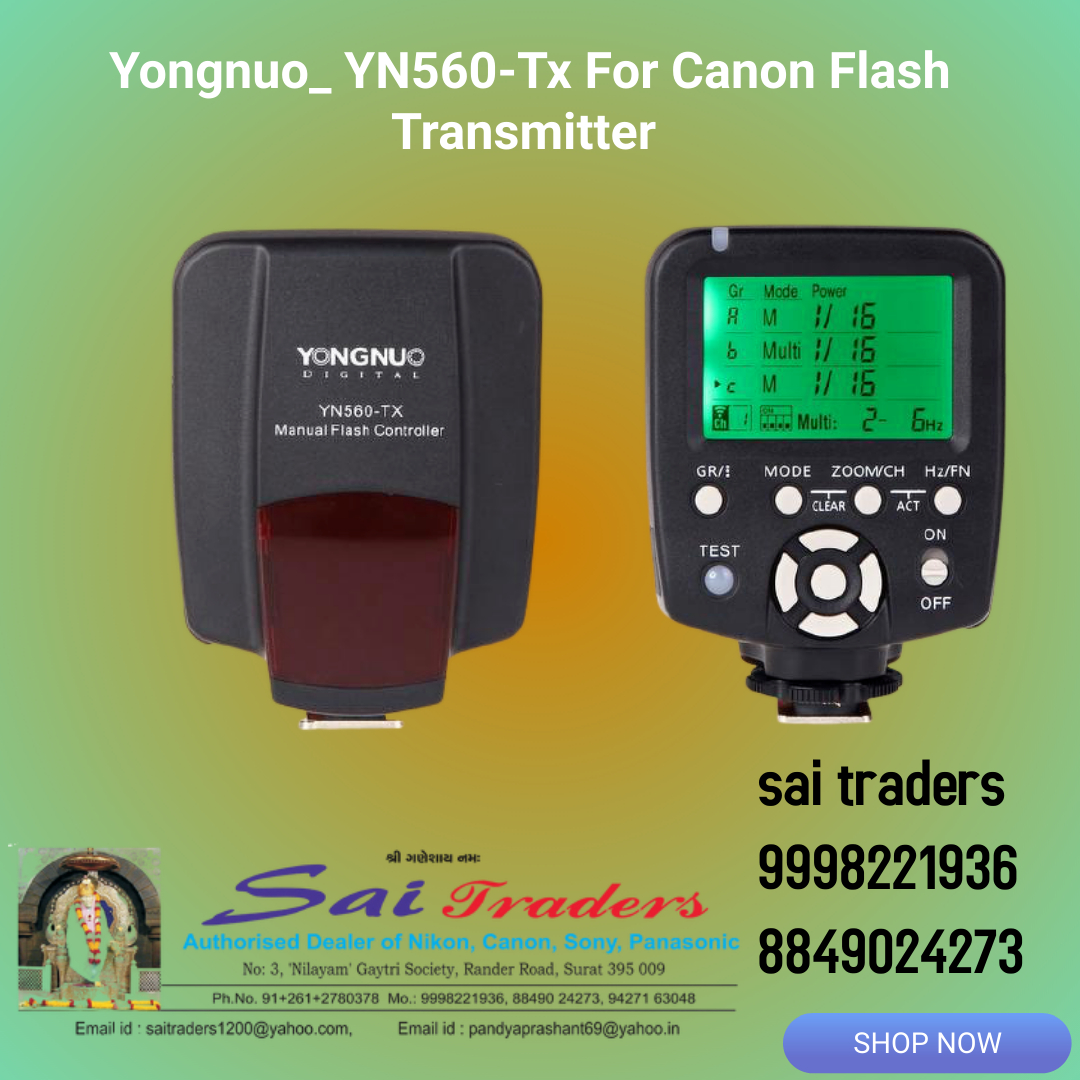 Yongnuo_ YN560-Tx For Canon Flash
Transmitter
YONGNUO
DIGITAL
YN560-TX
Manual Flash Controller
Gr Mode Power
A M 1/ 16
b Multi 1/ 16
c M 1/ 16
Ch 1 ON Multi: 2- 6Hz
GR/⋮ MODE ZOOM/CH Hz/FN
CLEAR ACT
TEST ON
OFF
sai traders
9998221936
8849024273
શ્રી ગણેશાય નમઃ
Sai Traders
Authorised Dealer of Nikon, Canon, Sony, Panasonic
No: 3, 'Nilayam' Gaytri Society, Rander Road, Surat 395 009
Ph.No. 91+261+2780378 Mo.: 9998221936, 88490 24273, 94271 63048
Email id : saitraders1200@yahoo.com, Email id : pandyaprashant69@yahoo.in
SHOP NOW